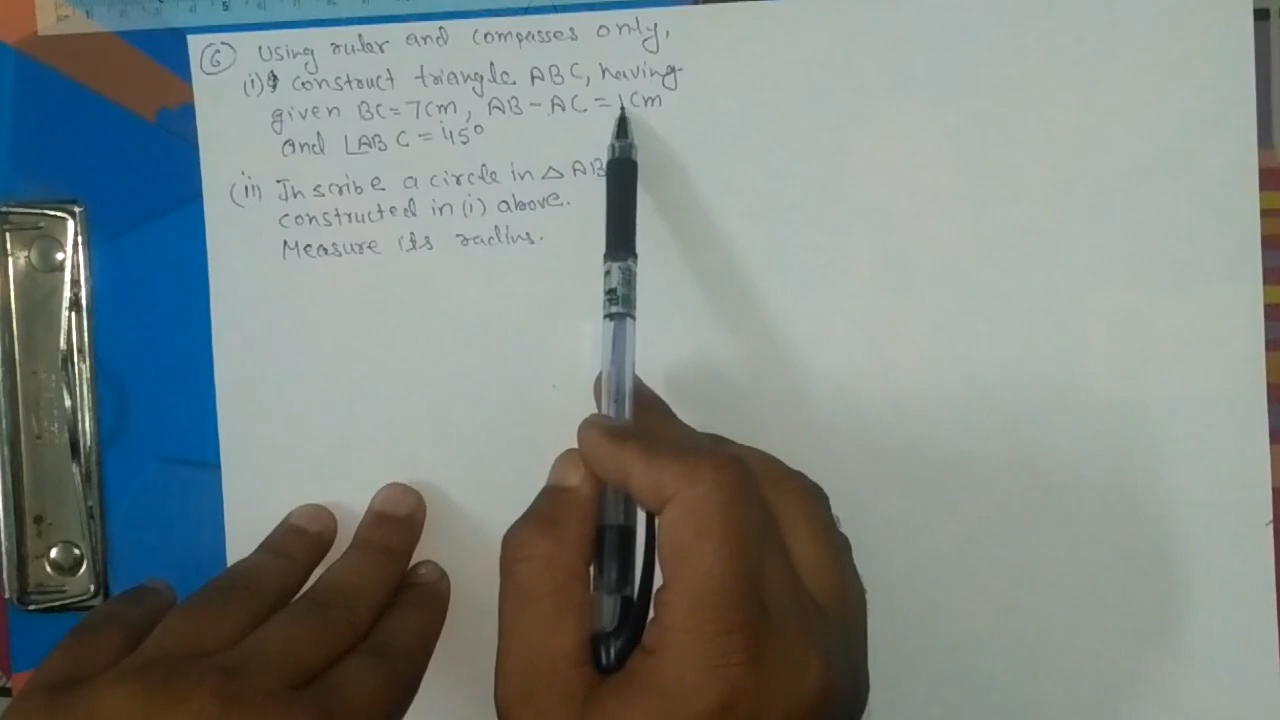 6 Using ruler and compasses only,
(i) construct triangle ABC, having
given BC = 7cm, AB - AC = 1cm
and ∠ABC = 45°
(ii) Inscribe a circle in △ AB
constructed in (i) above.
Measure its radius.
5